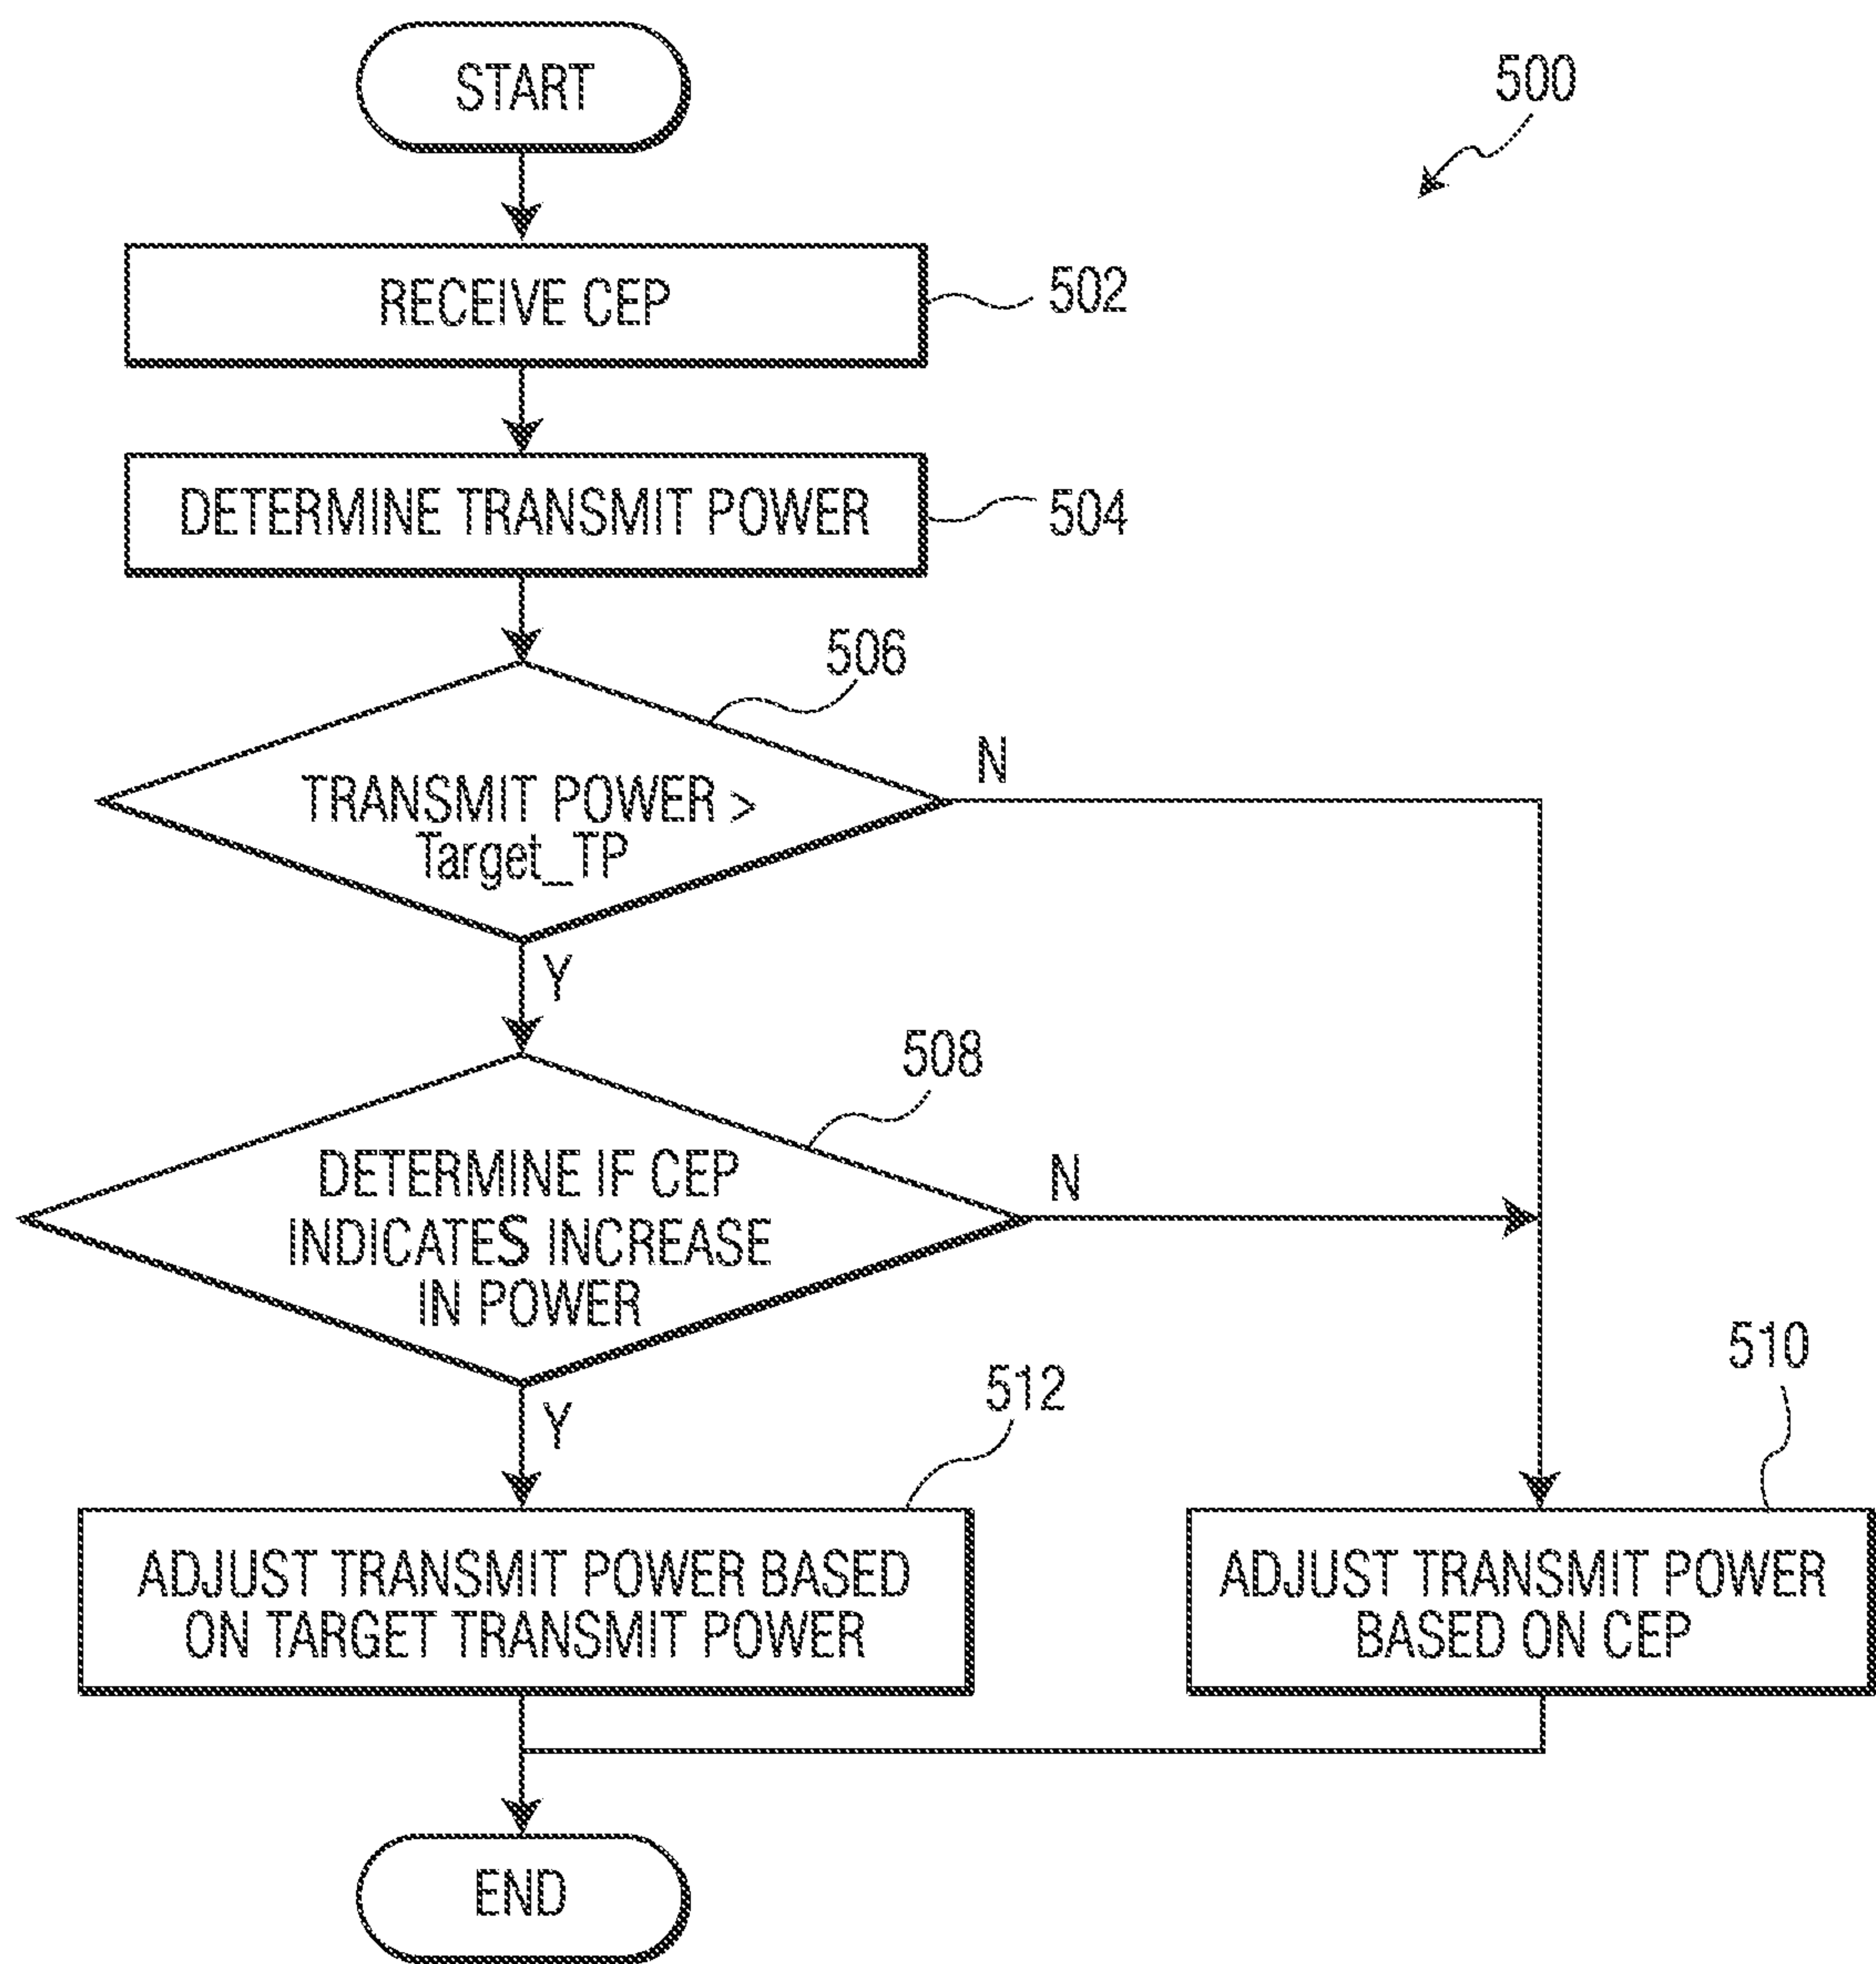 START
500
RECEIVE CEP
502
DETERMINE TRANSMIT POWER
504
506
TRANSMIT POWER >
Target_TP
N
Y
508
DETERMINE IF CEP
INDICATES INCREASE
IN POWER
N
Y
512
510
ADJUST TRANSMIT POWER BASED
ON TARGET TRANSMIT POWER
ADJUST TRANSMIT POWER
BASED ON CEP
END